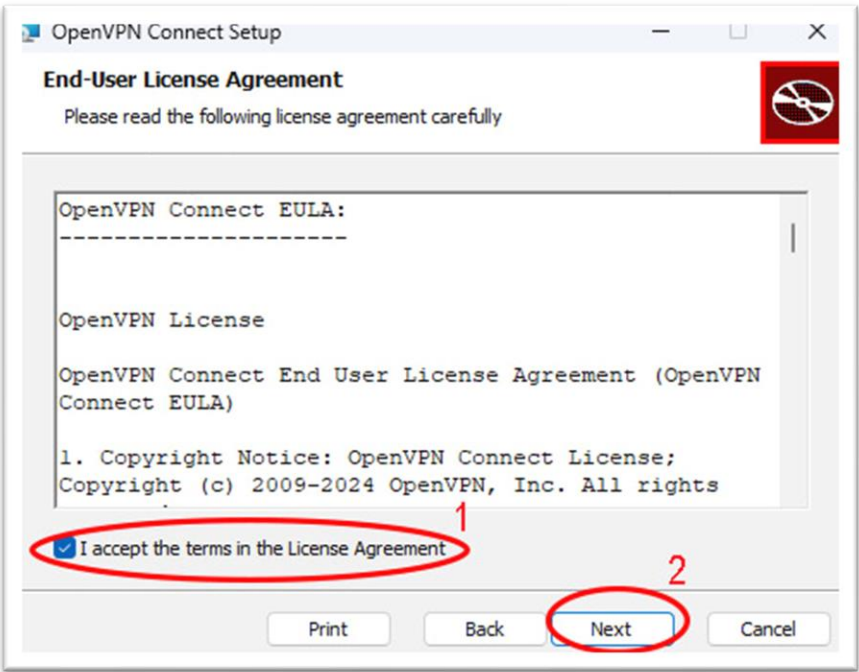 OpenVPN Connect Setup
End-User License Agreement
Please read the following license agreement carefully
OpenVPN Connect EULA:
---------------------
OpenVPN License
OpenVPN Connect End User License Agreement (OpenVPN
Connect EULA)
1. Copyright Notice: OpenVPN Connect License;
Copyright (c) 2009-2024 OpenVPN, Inc. All rights
1
I accept the terms in the License Agreement
2
Print Back Next Cancel